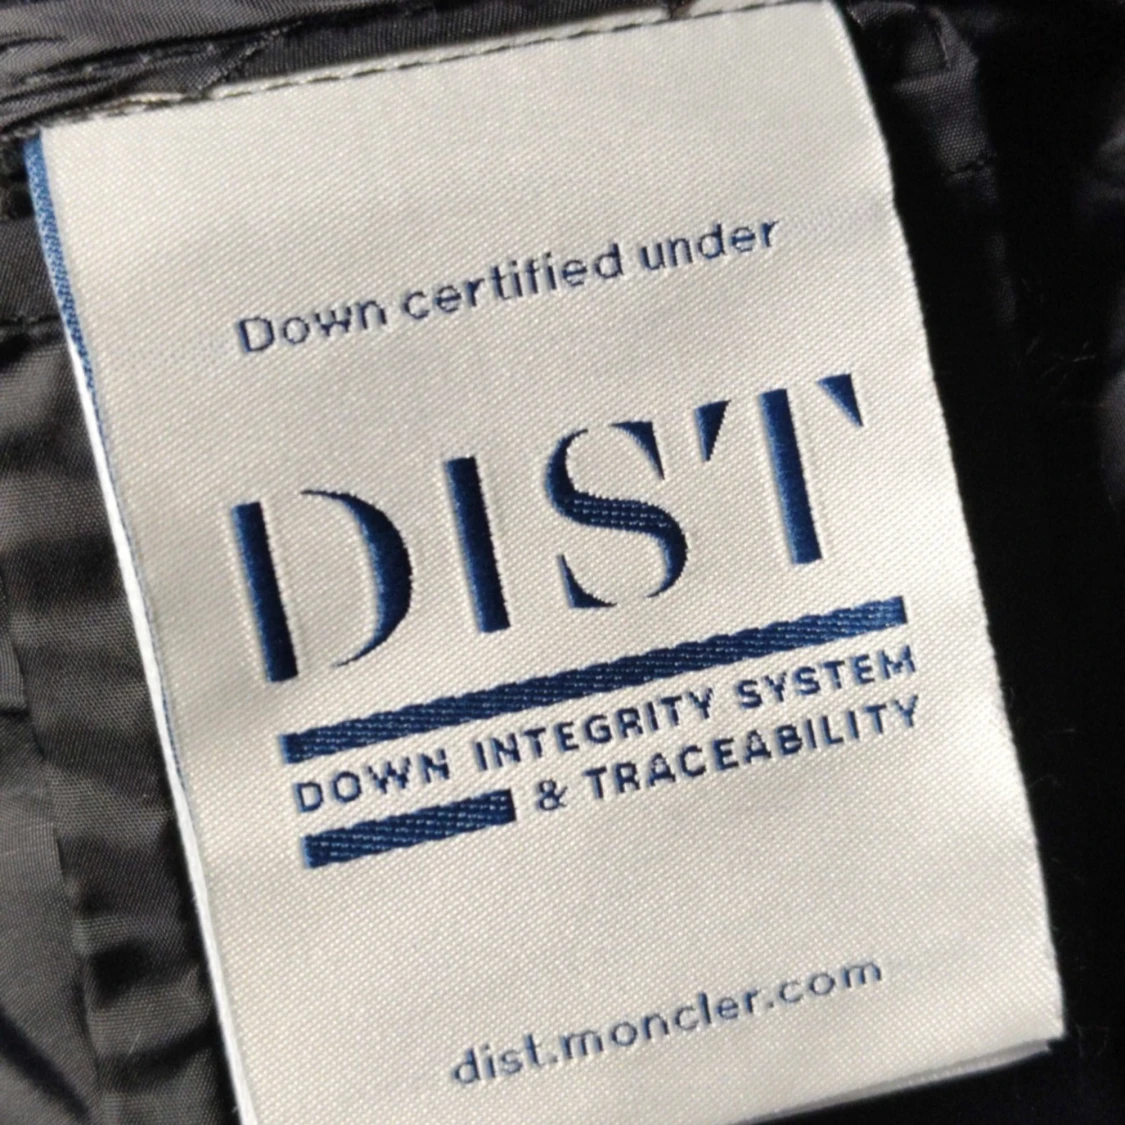 Down certified under
DIST
DOWN INTEGRITY SYSTEM
& TRACEABILITY
dist.moncler.com